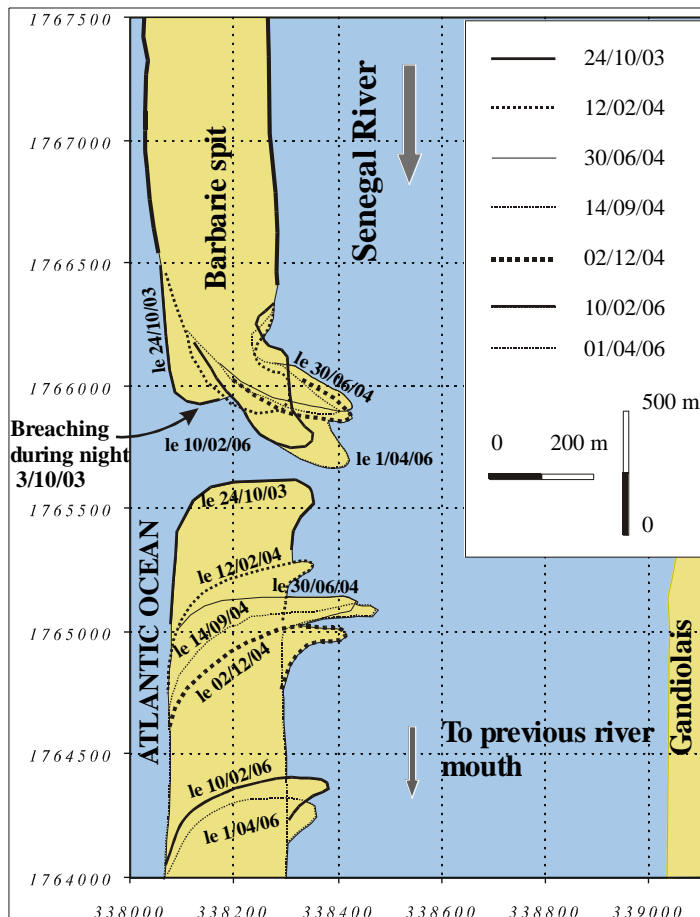 1767500
1767000
1766500
1766000
1765500
1765000
1764500
1764000
338000
338200
338400
338600
338800
339000
Barbarie spit
Senegal River
24/10/03
12/02/04
30/06/04
14/09/04
02/12/04
10/02/06
01/04/06
0 200 m
500 m
0
le 24/10/03
le 30/06/04
Breaching
during night
3/10/03
le 10/02/06
le 1/04/06
le 24/10/03
le 12/02/04
le 30/06/04
le 14/09/04
le 02/12/04
ATLANTIC OCEAN
To previous river
mouth
Gandiolais
le 10/02/06
le 1/04/06